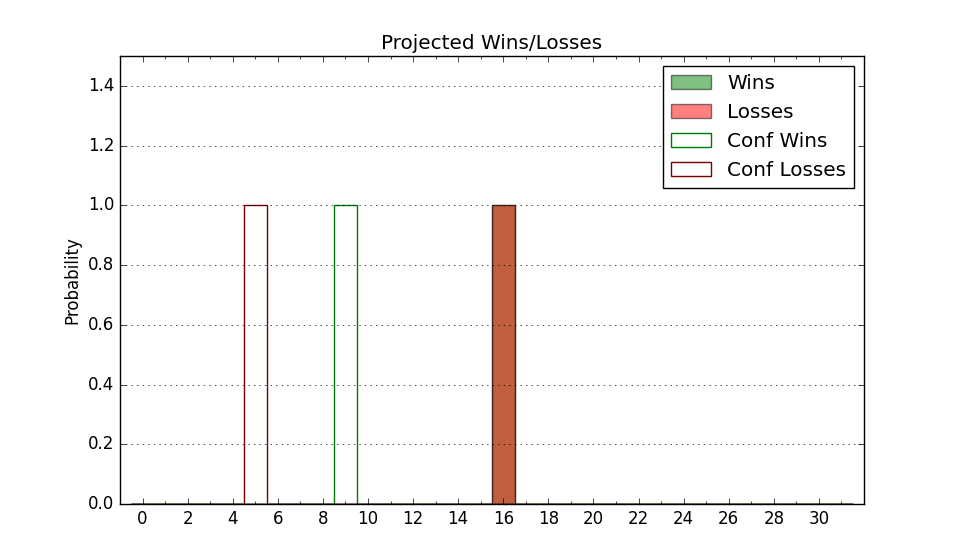 Projected Wins/Losses
Wins
Losses
Conf Wins
Conf Losses
Probability
1.4
1.2
1.0
0.8
0.6
0.4
0.2
0.0
0 2 4 6 8 10 12 14 16 18 20 22 24 26 28 30